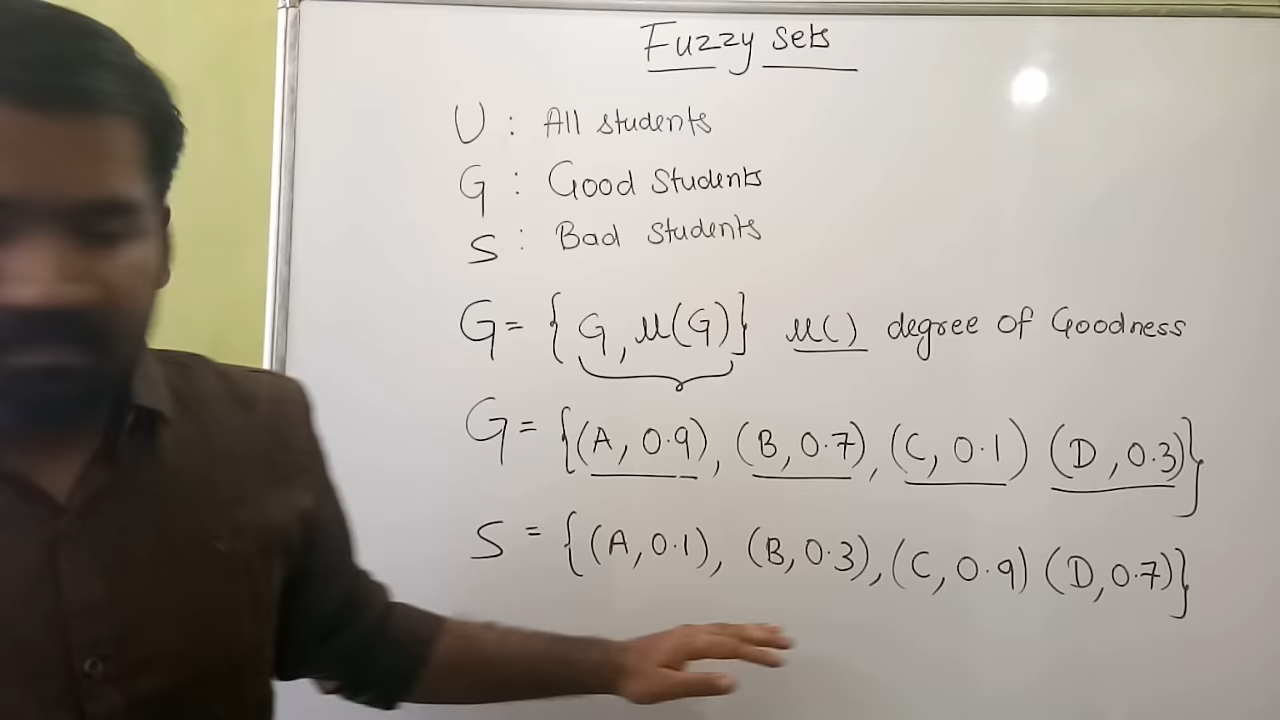 Fuzzy sets
U : All students
G : Good Students
S : Bad Students
G = { G, μ(G)} μ() degree of Goodness
G = {(A, 0.9), (B, 0.7), (C, 0.1) (D, 0.3)}
S = {(A, 0.1), (B, 0.3), (C, 0.9) (D, 0.7)}